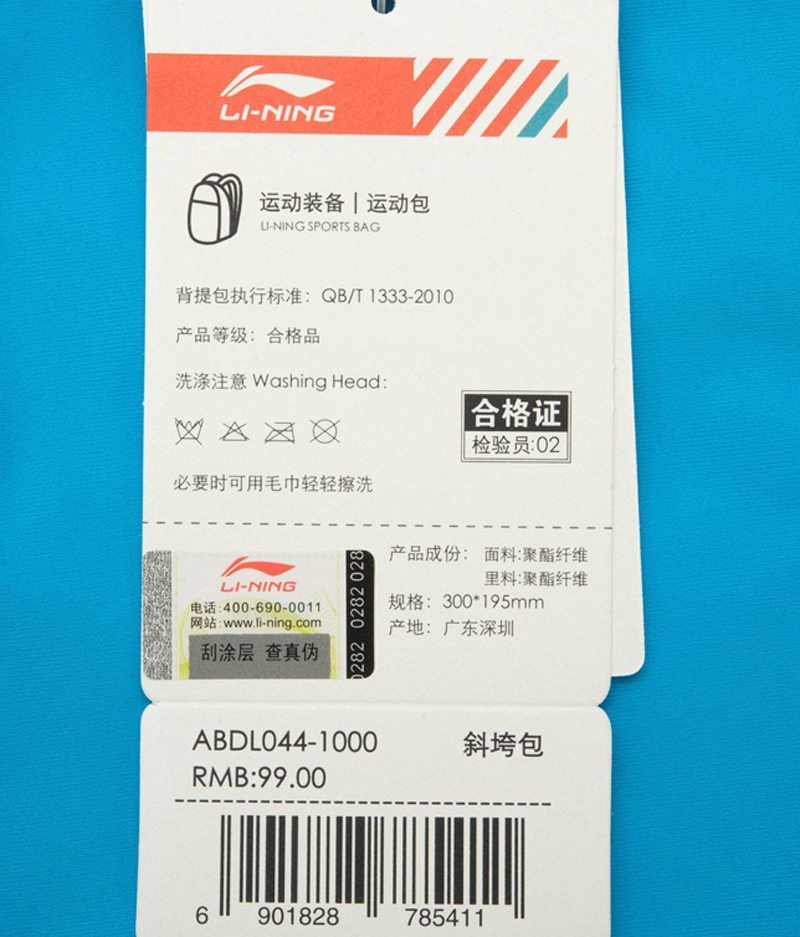 LI-NING
运动装备 | 运动包
LI-NING SPORTS BAG
背提包执行标准: QB/T 1333-2010
产品等级: 合格品
洗涤注意 Washing Head:
合格证
检验员:02
必要时可用毛巾轻轻擦洗
LI-NING
电话:400-690-0011
网站:www.li-ning.com
刮涂层 查真伪
0282 0282 028
产品成份: 面料:聚酯纤维
里料:聚酯纤维
规格: 300*195mm
产地: 广东深圳
ABDL044-1000 斜垮包
RMB:99.00
6 901828 785411